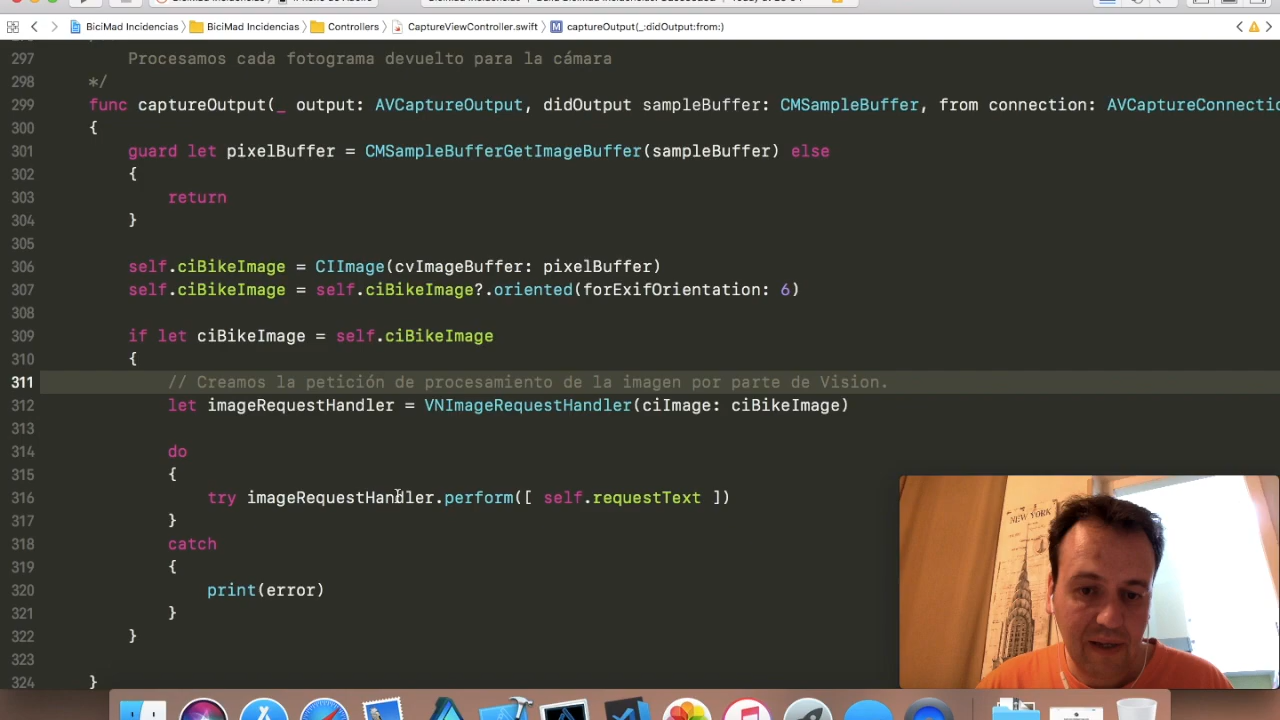 BiciMad Incidencias
BiciMad Incidencias
Controllers
CaptureViewController.swift
M
captureOutput(_:didOutput:from:)
297 Procesamos cada fotograma devuelto para la cámara
298 */
299 func captureOutput(_ output: AVCaptureOutput, didOutput sampleBuffer: CMSampleBuffer, from connection: AVCaptureConnectio
300 {
301 guard let pixelBuffer = CMSampleBufferGetImageBuffer(sampleBuffer) else
302 {
303 return
304 }
305
306 self.ciBikeImage = CIImage(cvImageBuffer: pixelBuffer)
307 self.ciBikeImage = self.ciBikeImage?.oriented(forExifOrientation: 6)
308
309 if let ciBikeImage = self.ciBikeImage
310 {
311 // Creamos la petición de procesamiento de la imagen por parte de Vision.
312 let imageRequestHandler = VNImageRequestHandler(ciImage: ciBikeImage)
313
314 do
315 {
316 try imageRequestHandler.perform([ self.requestText ])
317 }
318 catch
319 {
320 print(error)
321 }
322 }
323
324 }
NEW YORK